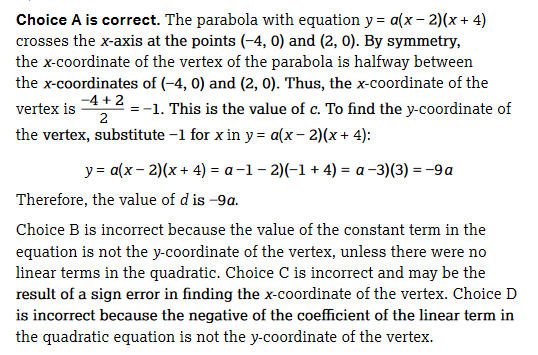 Choice A is correct. The parabola with equation y = a(x – 2)(x + 4)
crosses the x-axis at the points (–4, 0) and (2, 0). By symmetry,
the x-coordinate of the vertex of the parabola is halfway between
the x-coordinates of (–4, 0) and (2, 0). Thus, the x-coordinate of the
vertex is –4 + 2 / 2 = –1. This is the value of c. To find the y-coordinate of
the vertex, substitute –1 for x in y = a(x – 2)(x + 4):
y = a(x – 2)(x + 4) = a –1 – 2)(–1 + 4) = a –3)(3) = –9a
Therefore, the value of d is –9a.
Choice B is incorrect because the value of the constant term in the
equation is not the y-coordinate of the vertex, unless there were no
linear terms in the quadratic. Choice C is incorrect and may be the
result of a sign error in finding the x-coordinate of the vertex. Choice D
is incorrect because the negative of the coefficient of the linear term in
the quadratic equation is not the y-coordinate of the vertex.